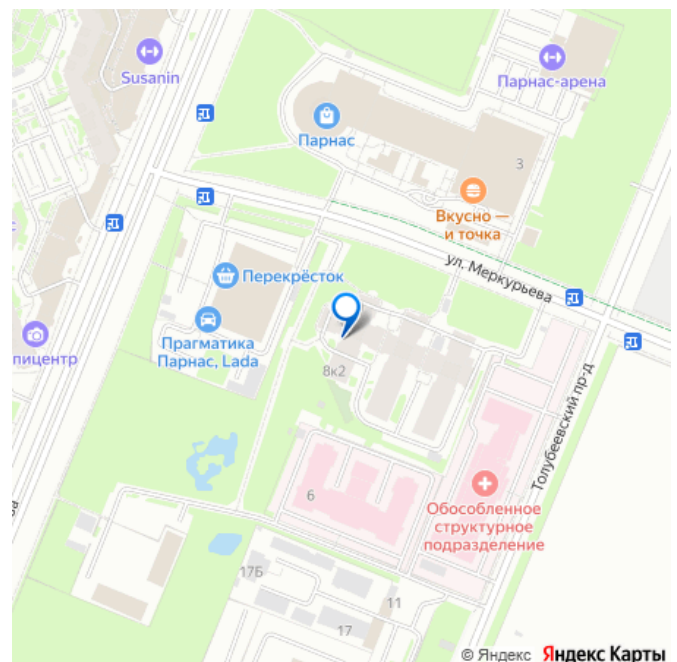 Susanin
Парнас-арена
Парнас
3
Вкусно —
и точка
ул. Меркурьева
Перекрёсток
Прагматика
Парнас, Lada
пицентр
8к2
Толубеевский пр-д
6
Обособленное
структурное
подразделение
17Б
11
17
© Яндекс Яндекс Карты